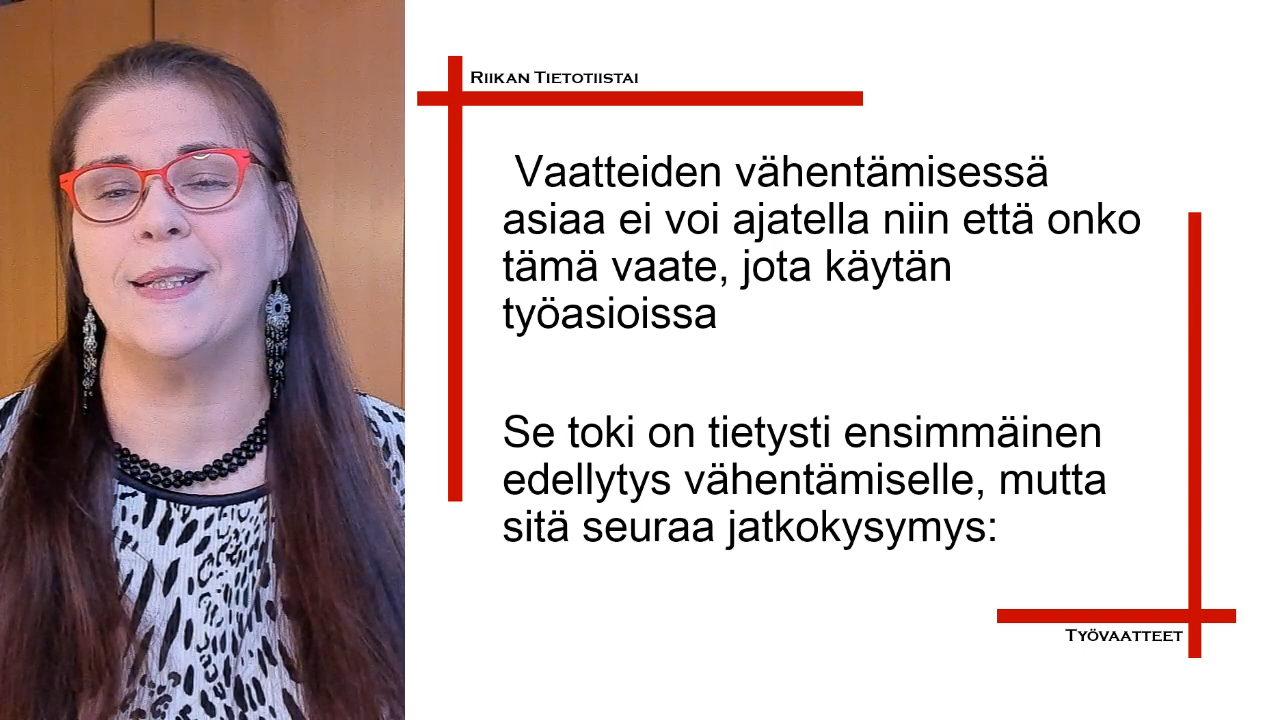 Riikan Tietotiistai
Vaatteiden vähentämisessä
asiaa ei voi ajatella niin että onko
tämä vaate, jota käytän
työasioissa
Se toki on tietysti ensimmäinen
edellytys vähentämiselle, mutta
sitä seuraa jatkokysymys:
Työvaatteet